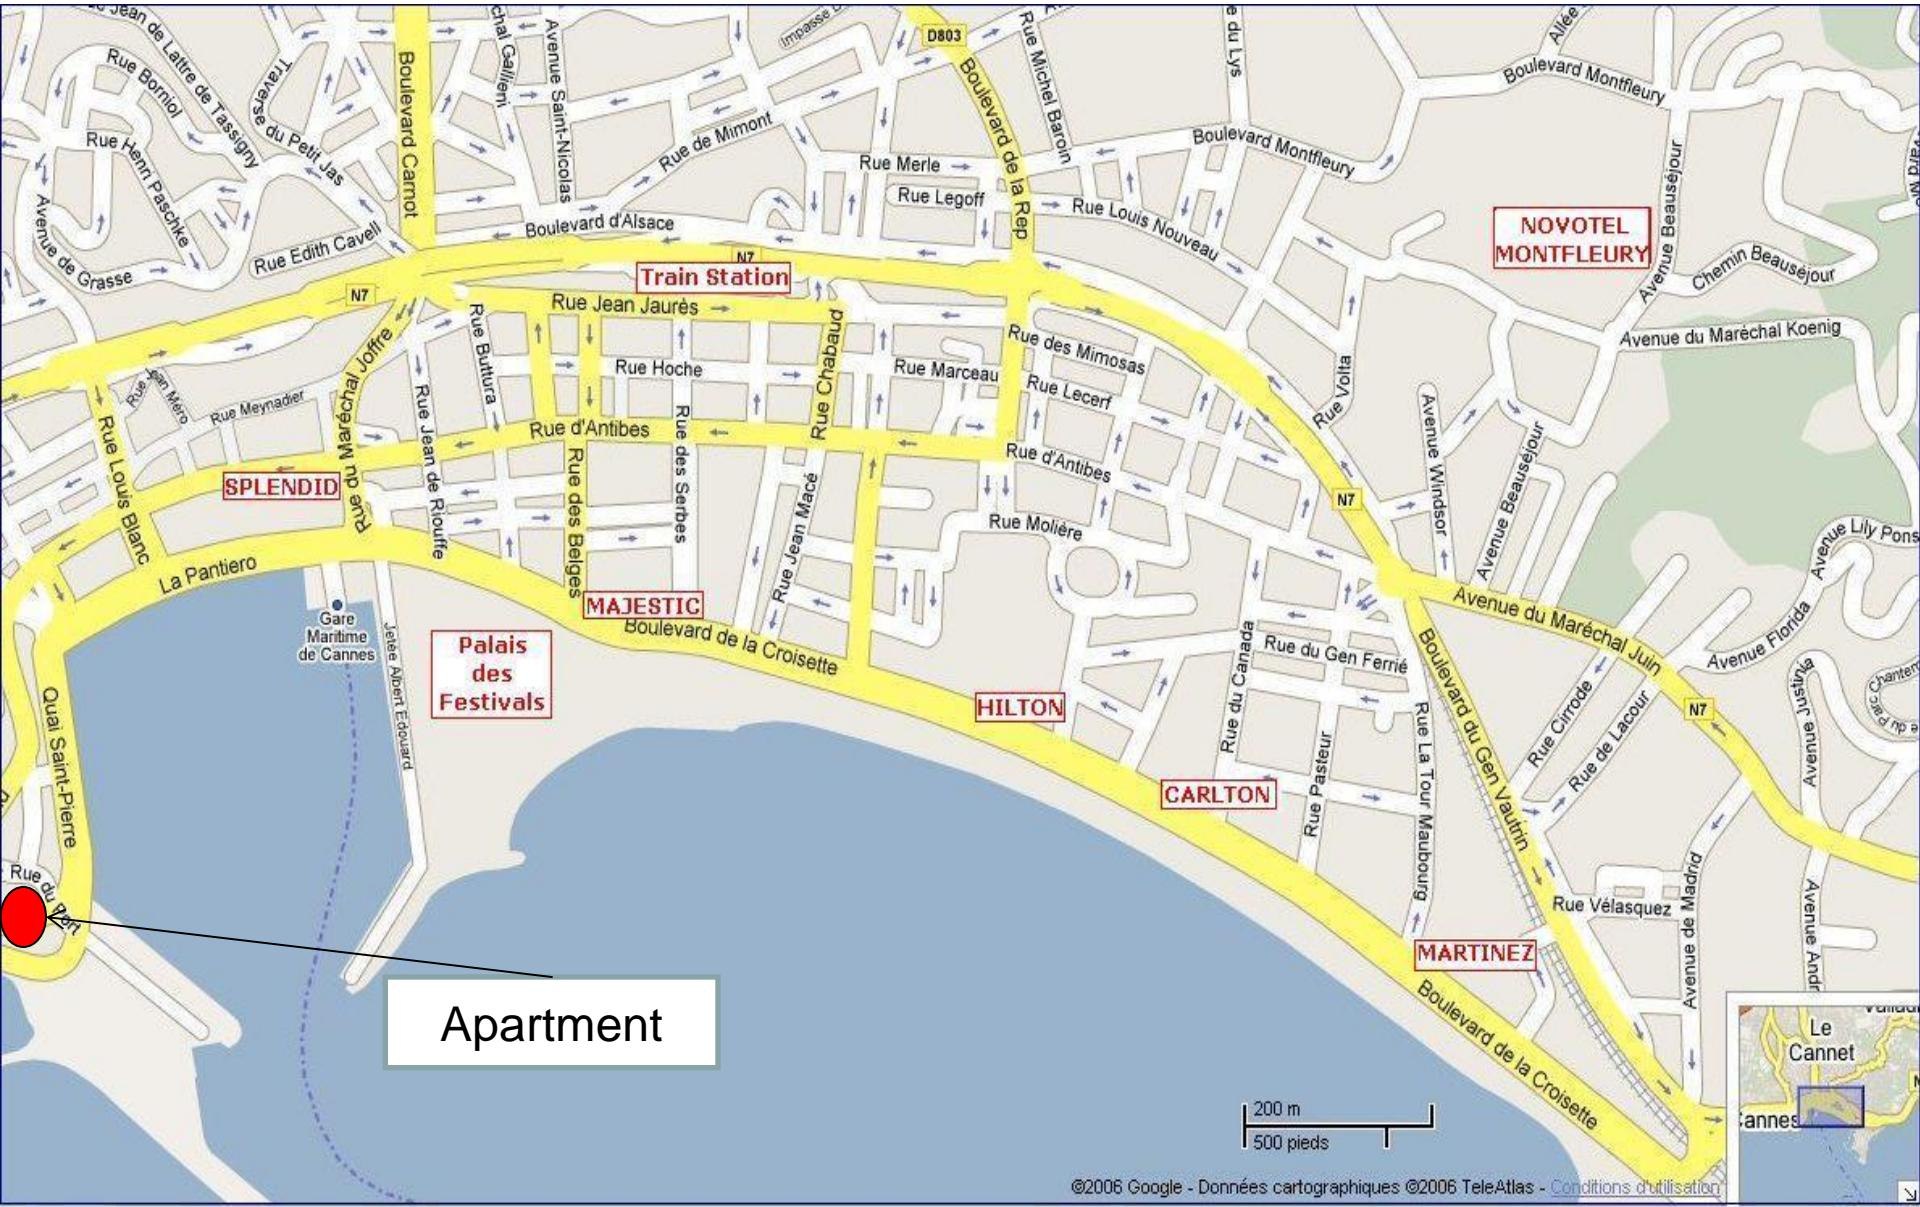 Jean de Lattre de Tassigny
Rue Borniol
Traverse du Petit Jas
Boulevard Carnot
Avenue Saint-Nicolas
D803
Boulevard de la Rep
Rue Michel Baroin
Boulevard Montfleury
Rue Henri Paschke
Rue de Mimont
Rue Merle
Boulevard Montfleury
Rue Legoff
Avenue de Grasse
Rue Edith Cavell
Boulevard d'Alsace
Rue Louis Nouveau
NOVOTEL
MONTFLEURY
Avenue Beauséjour
Chemin Beauséjour
N7
N7
Train Station
Rue Jean Jaurès
Rue Chabaud
Rue Buttura
Rue Hoche
Rue Marceau
Rue des Mimosas
Rue Lecerf
Rue Volta
Avenue du Maréchal Koenig
Rue Jean Méro
Rue Meynadier
Rue du Maréchal Joffre
Rue Jean de Riouffe
Rue d'Antibes
Rue des Serbes
Rue d'Antibes
Avenue Windsor
Avenue Beauséjour
Rue Louis Blanc
SPLENDID
Rue des Belges
Rue Jean Macé
Rue Molière
N7
Avenue Lily Pons
La Pantiero
MAJESTIC
Boulevard de la Croisette
Gare
Maritime
de Cannes
Jetée Albert Edouard
Palais
des
Festivals
Rue du Canada
Rue du Gen Ferrié
Avenue du Maréchal Juin
Boulevard du Gen Vautrin
Avenue Florida
Avenue Justinia
N7
Rue Cirrode
Rue de Lacour
Quai Saint-Pierre
HILTON
CARLTON
Rue Pasteur
Rue La Tour Maubourg
Rue du Port
Rue Vélasquez
Avenue de Madrid
MARTINEZ
Boulevard de la Croisette
Apartment
Le
Cannet
200 m
500 pieds
©2006 Google - Données cartographiques ©2006 TeleAtlas - Conditions d'utilisation